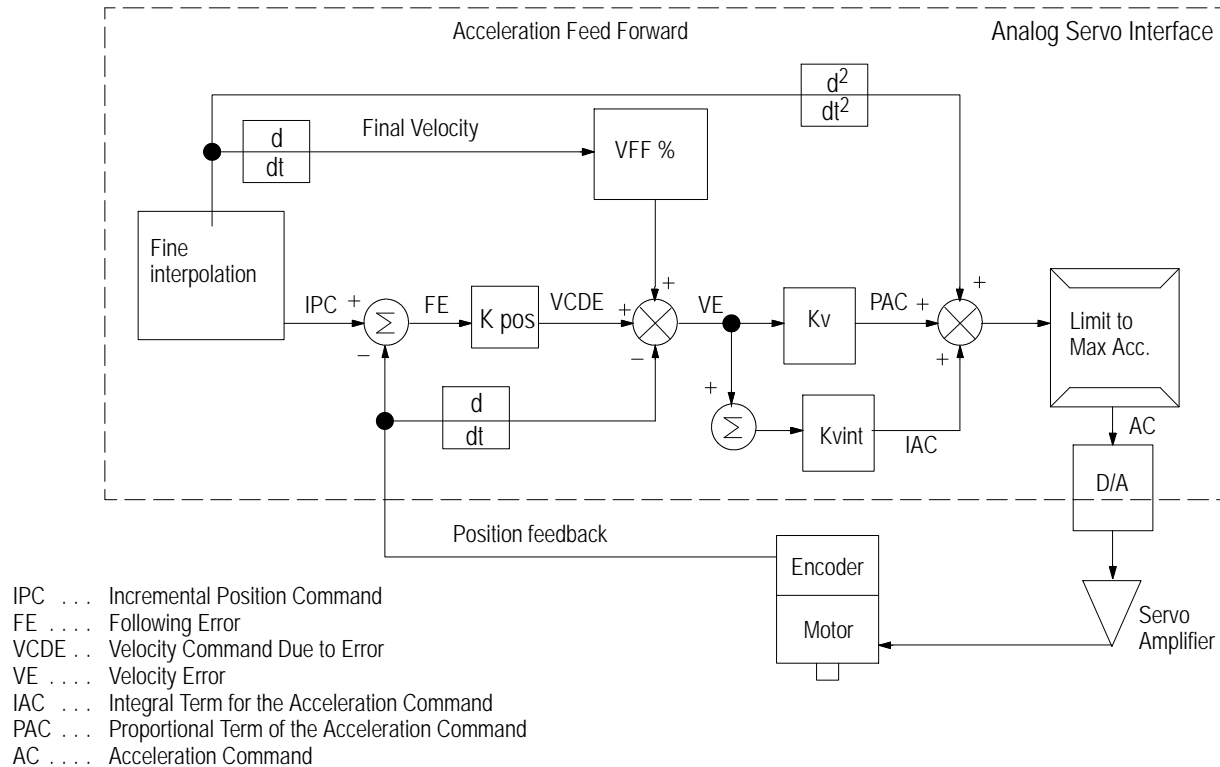 Acceleration Feed Forward
Analog Servo Interface
d²
dt²
d
dt
Final Velocity
VFF %
Fine
interpolation
IPC
+
Σ
−
FE
K pos
VCDE
+
+
−
VE
Kv
PAC
+
+
+
Limit to
Max Acc.
d
dt
+
Σ
Kvint
IAC
AC
D/A
Position feedback
Encoder
Motor
Servo
Amplifier
IPC . . . Incremental Position Command
FE . . . . Following Error
VCDE . . Velocity Command Due to Error
VE . . . . Velocity Error
IAC . . . Integral Term for the Acceleration Command
PAC . . . Proportional Term of the Acceleration Command
AC . . . . Acceleration Command